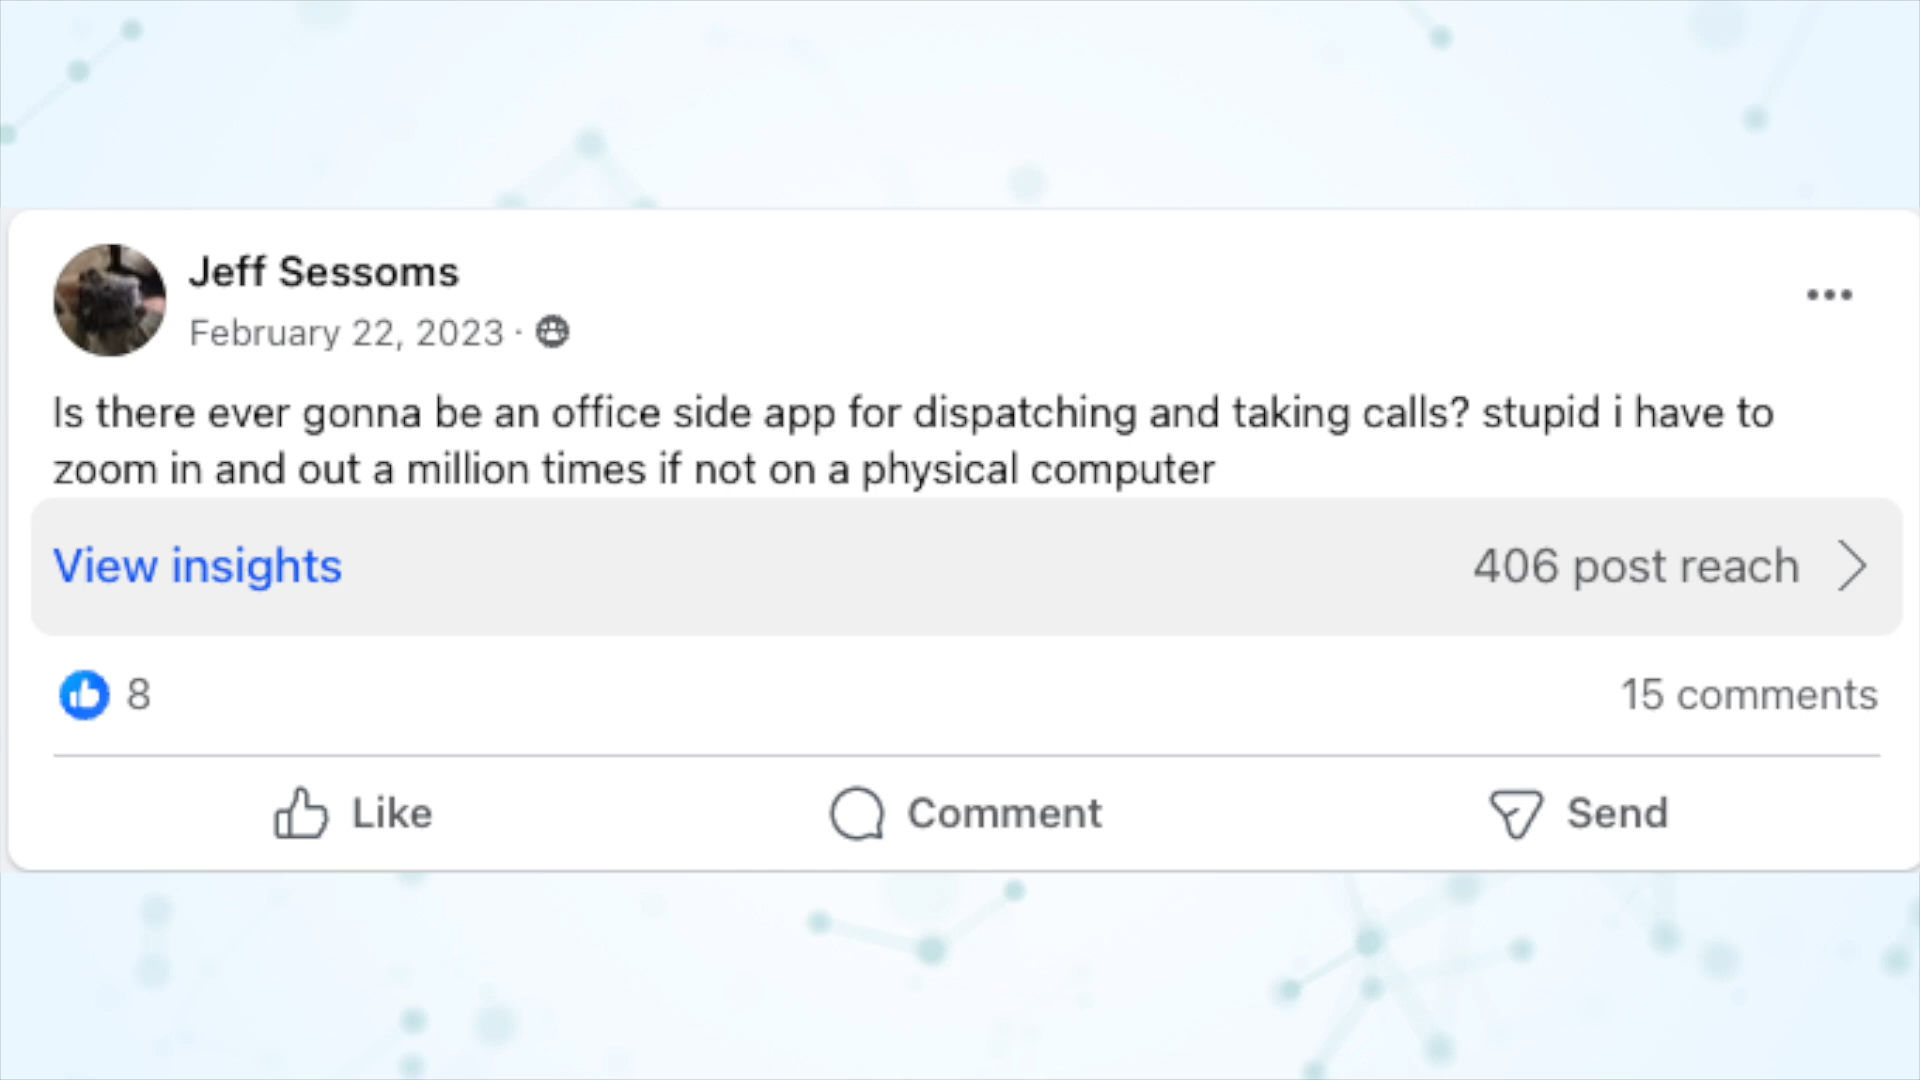 Jeff Sessoms
February 22, 2023 ·
Is there ever gonna be an office side app for dispatching and taking calls? stupid i have to
zoom in and out a million times if not on a physical computer
View insights
406 post reach
8
15 comments
Like
Comment
Send